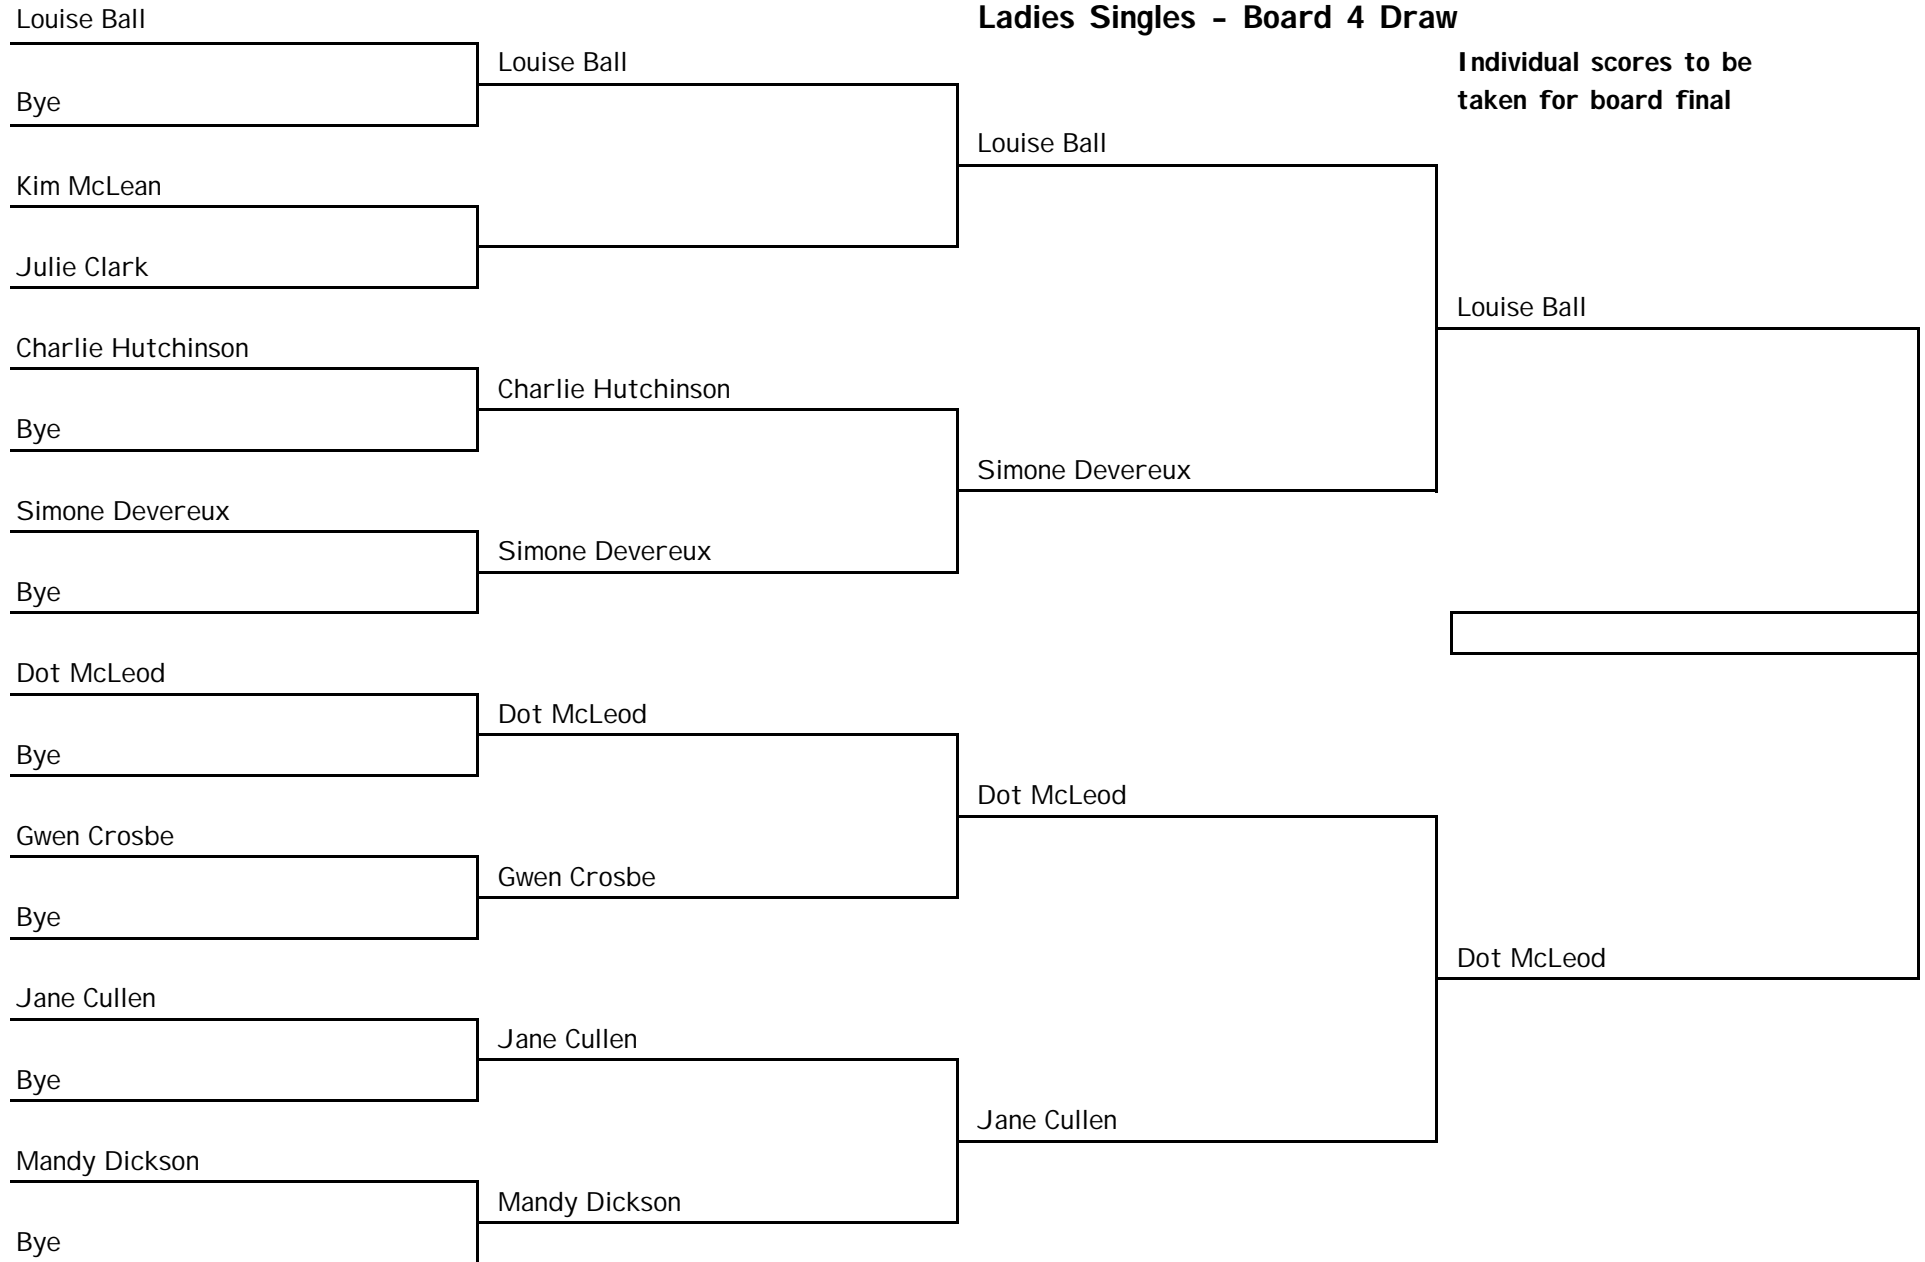 Louise Ball
Ladies Singles – Board 4 Draw
Louise Ball
Individual scores to be
Bye
taken for board final
Louise Ball
Kim McLean
Julie Clark
Louise Ball
Charlie Hutchinson
Charlie Hutchinson
Bye
Simone Devereux
Simone Devereux
Simone Devereux
Bye
Dot McLeod
Dot McLeod
Bye
Dot McLeod
Gwen Crosbe
Gwen Crosbe
Bye
Dot McLeod
Jane Cullen
Jane Cullen
Bye
Jane Cullen
Mandy Dickson
Mandy Dickson
Bye